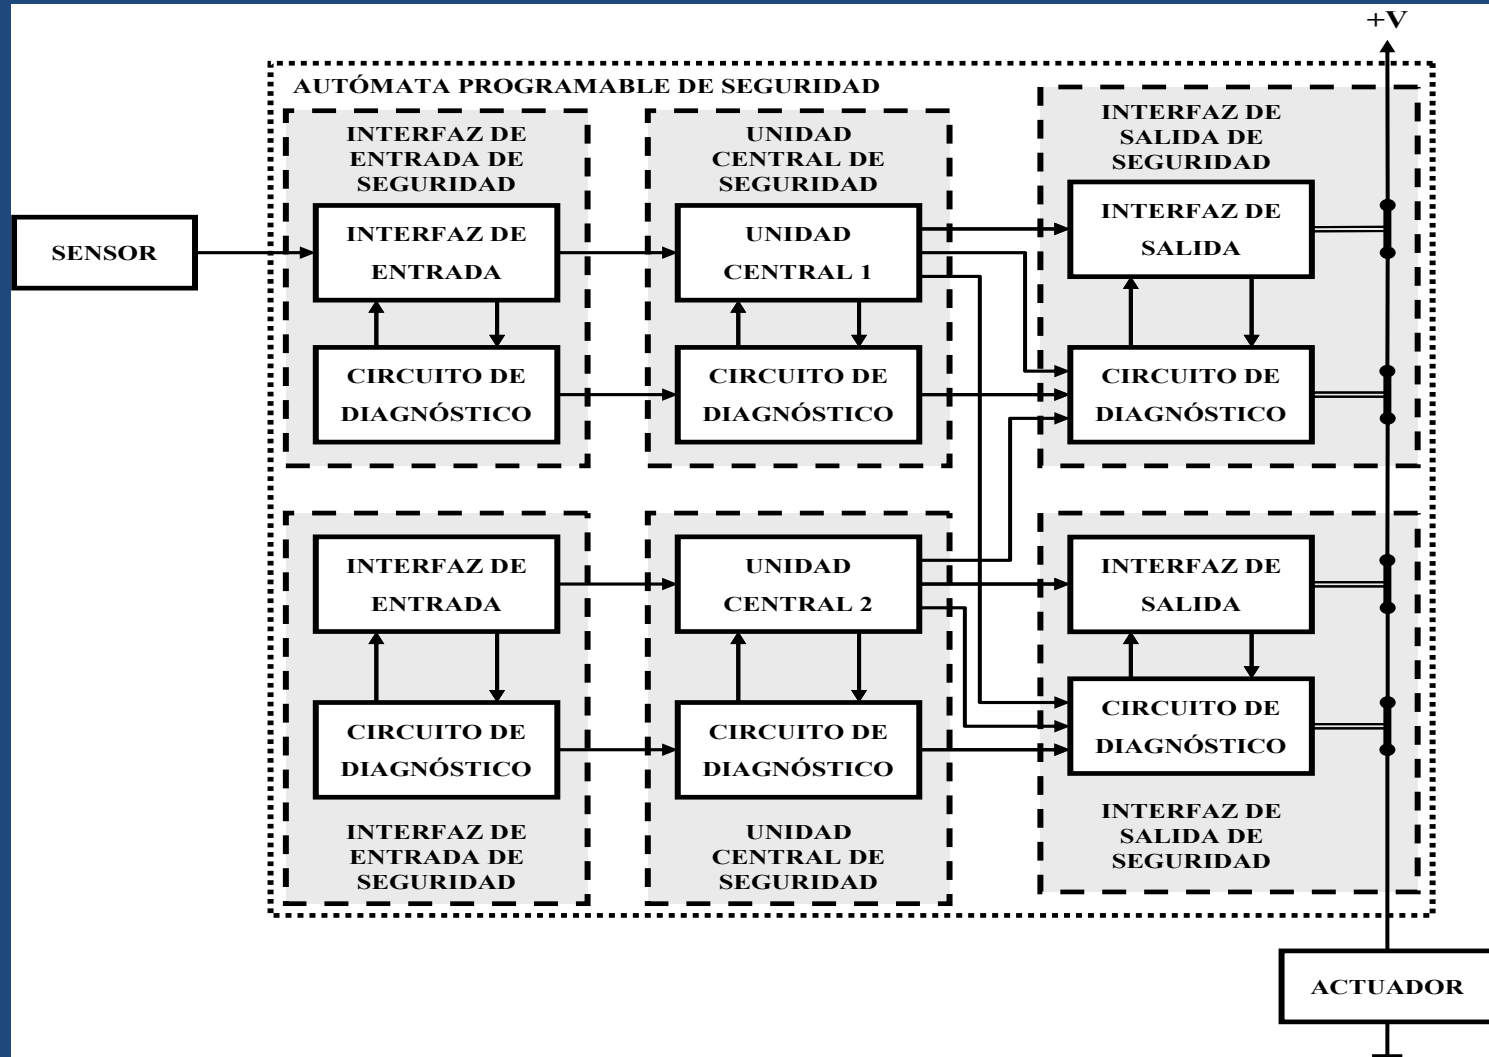 +V
AUTÓMATA PROGRAMABLE DE SEGURIDAD
INTERFAZ DE
ENTRADA DE
SEGURIDAD
UNIDAD
CENTRAL DE
SEGURIDAD
INTERFAZ DE
SALIDA DE
SEGURIDAD
SENSOR
INTERFAZ DE
ENTRADA
UNIDAD
CENTRAL 1
INTERFAZ DE
SALIDA
CIRCUITO DE
DIAGNÓSTICO
CIRCUITO DE
DIAGNÓSTICO
CIRCUITO DE
DIAGNÓSTICO
INTERFAZ DE
ENTRADA
UNIDAD
CENTRAL 2
INTERFAZ DE
SALIDA
CIRCUITO DE
DIAGNÓSTICO
CIRCUITO DE
DIAGNÓSTICO
CIRCUITO DE
DIAGNÓSTICO
INTERFAZ DE
ENTRADA DE
SEGURIDAD
UNIDAD
CENTRAL DE
SEGURIDAD
INTERFAZ DE
SALIDA DE
SEGURIDAD
ACTUADOR